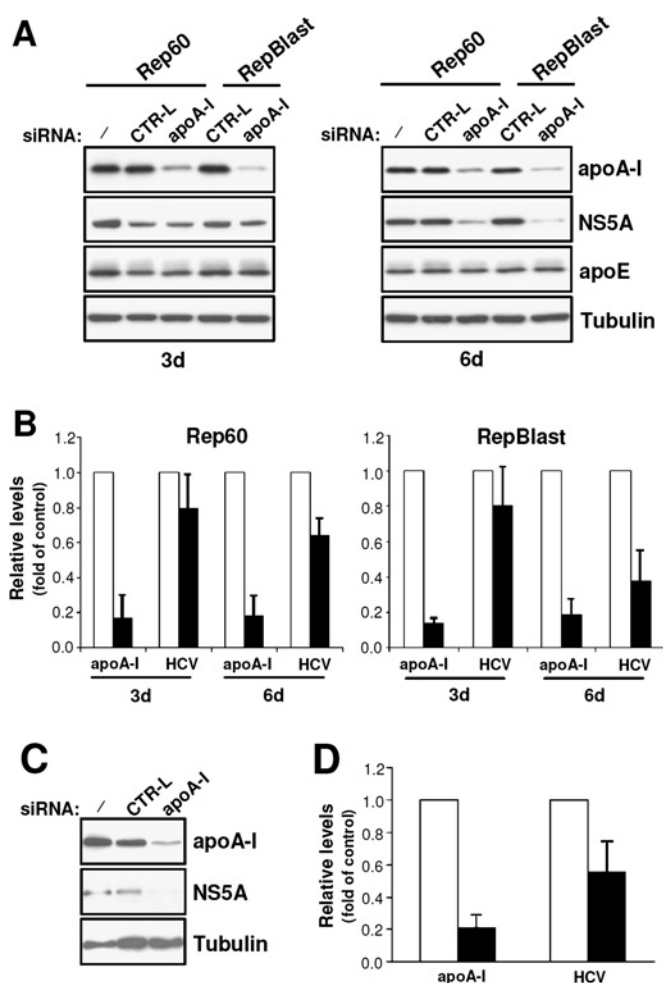 A
Rep60 RepBlast Rep60 RepBlast
siRNA: / CTR-L apoA-I CTR-L apoA-I siRNA: / CTR-L apoA-I CTR-L apoA-I
apoA-I
NS5A
apoE
Tubulin
3d 6d
B
Relative levels
(fold of control)
Rep60
1.2
1.0
0.8
0.6
0.4
0.2
0.0
apoA-I HCV apoA-I HCV
3d 6d
RepBlast
1.2
1.0
0.8
0.6
0.4
0.2
0.0
apoA-I HCV apoA-I HCV
3d 6d
C
siRNA: / CTR-L apoA-I
apoA-I
NS5A
Tubulin
D
Relative levels
(fold of control)
1.2
1.0
0.8
0.6
0.4
0.2
0.0
apoA-I HCV